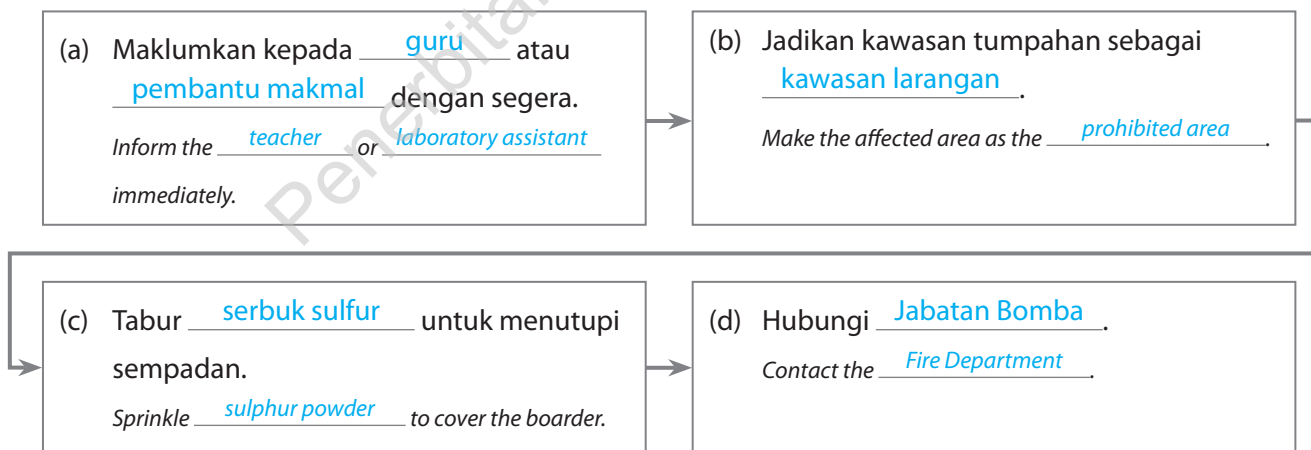 (a) Maklumkan kepada guru atau
pembantu makmal dengan segera.
Inform the teacher or laboratory assistant
immediately.
(b) Jadikan kawasan tumpahan sebagai
kawasan larangan.
Make the affected area as the prohibited area.
(c) Tabur serbuk sulfur untuk menutupi
sempadan.
Sprinkle sulphur powder to cover the boarder.
(d) Hubungi Jabatan Bomba.
Contact the Fire Department.
Penerbita